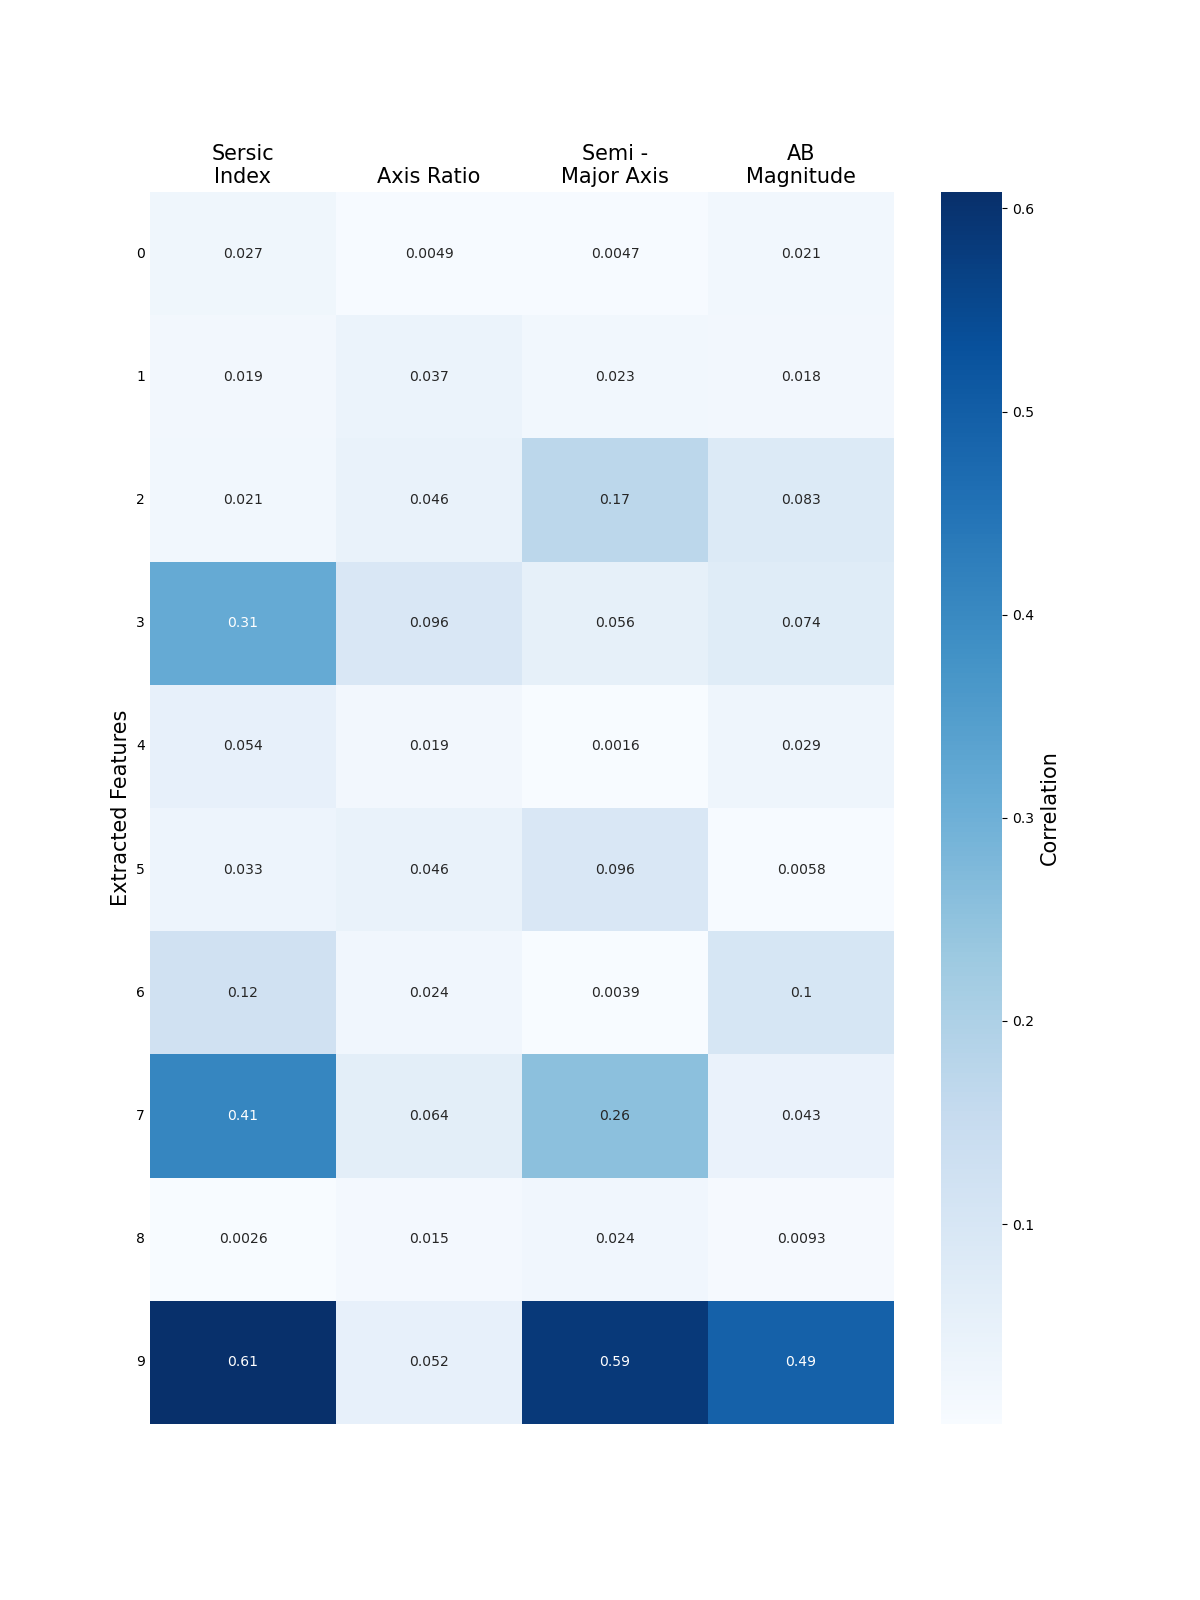 Sersic
Index
Axis Ratio
Semi -
Major Axis
AB
Magnitude
0 0.027 0.0049 0.0047 0.021
1 0.019 0.037 0.023 0.018
2 0.021 0.046 0.17 0.083
3 0.31 0.096 0.056 0.074
4 0.054 0.019 0.0016 0.029
5 0.033 0.046 0.096 0.0058
6 0.12 0.024 0.0039 0.1
7 0.41 0.064 0.26 0.043
8 0.0026 0.015 0.024 0.0093
9 0.61 0.052 0.59 0.49
Extracted Features
0.6
0.5
0.4
0.3
0.2
0.1
Correlation